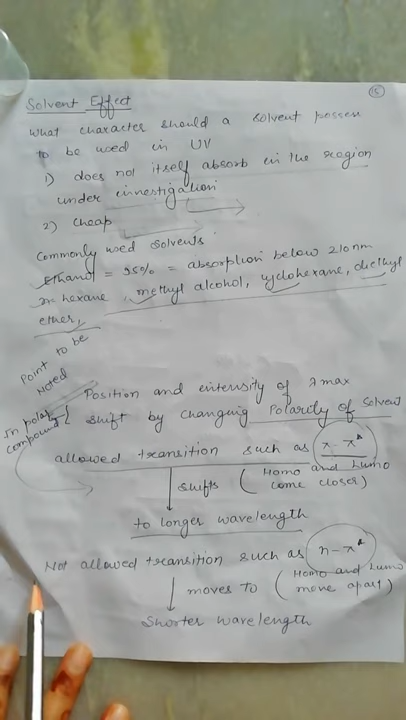 5
Solvent Effect
What character should a solvent possess
to be used in UV
1) does not itself absorb in the region
under investigation
2) Cheap
Commonly used solvents
Ethanol = 95% = absorption below 210nm
n hexane, methyl alcohol, cyclohexane, diethyl
ether,
Point to be
Noted
Position and intensity of λmax
shift by changing Polarity of Solvent
In polar
compound
allowed transition such as π-π*
shifts (Homo and Lumo
come closer)
to longer wavelength
Not allowed transition such as n-π*
moves to (Homo and Lumo
move apart)
Shorter wavelength